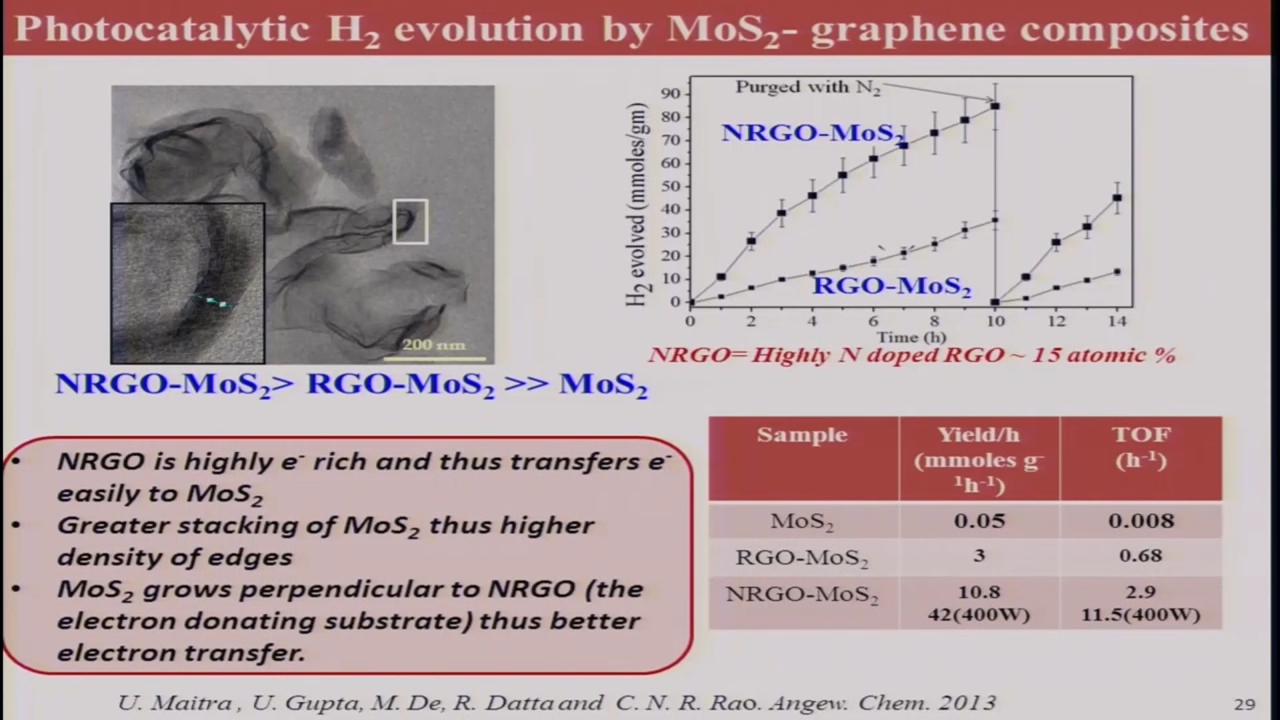 Photocatalytic H₂ evolution by MoS₂- graphene composites
200 nm
Purged with N₂
NRGO-MoS₂
RGO-MoS₂
H₂ evolved (mmoles/gm)
90
80
70
60
50
40
30
20
10
0
0 2 4 6 8 10 12 14
Time (h)
NRGO= Highly N doped RGO ~ 15 atomic %
NRGO-MoS₂> RGO-MoS₂ >> MoS₂
• NRGO is highly e⁻ rich and thus transfers e⁻
easily to MoS₂
• Greater stacking of MoS₂ thus higher
density of edges
• MoS₂ grows perpendicular to NRGO (the
electron donating substrate) thus better
electron transfer.
Sample Yield/h TOF
(mmoles g⁻ (h⁻¹)
¹h⁻¹)
MoS₂ 0.05 0.008
RGO-MoS₂ 3 0.68
NRGO-MoS₂ 10.8 2.9
42(400W) 11.5(400W)
U. Maitra , U. Gupta, M. De, R. Datta and C. N. R. Rao. Angew. Chem. 2013
29